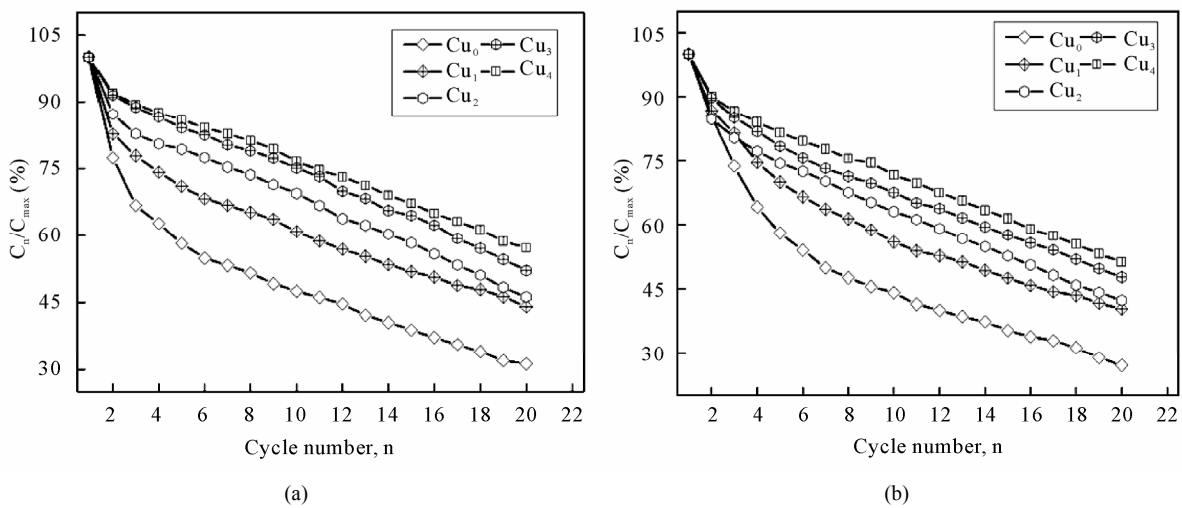 105
90
75
60
45
30
Cₙ/Cₘₐₓ (%)
Cu₀ Cu₃
Cu₁ Cu₄
Cu₂
2 4 6 8 10 12 14 16 18 20 22
Cycle number, n
(a)
105
90
75
60
45
30
Cₙ/Cₘₐₓ (%)
Cu₀ Cu₃
Cu₁ Cu₄
Cu₂
2 4 6 8 10 12 14 16 18 20 22
Cycle number, n
(b)